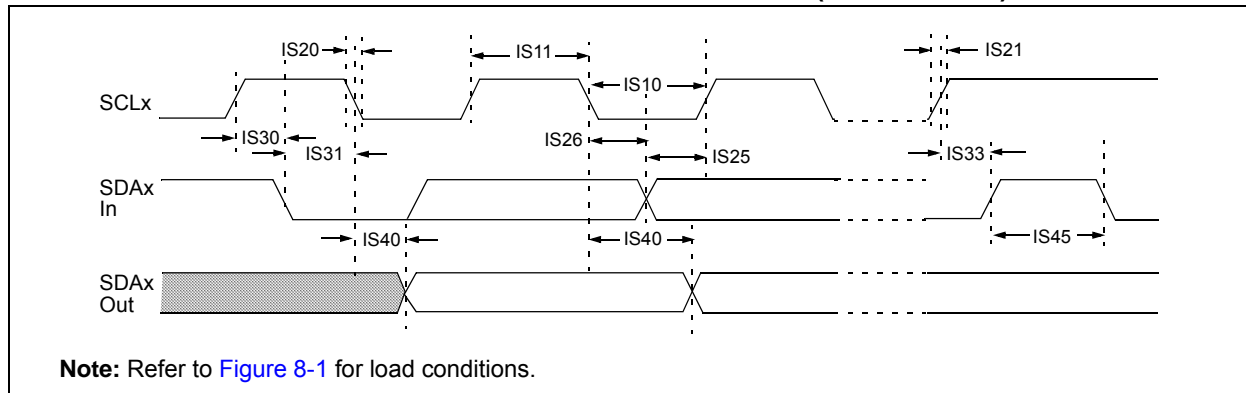 IS20
IS11
IS21
IS10
SCLx
IS30
IS26
IS31
IS25
IS33
SDAx
In
IS40
IS40
IS45
SDAx
Out
Note: Refer to Figure 8-1 for load conditions.